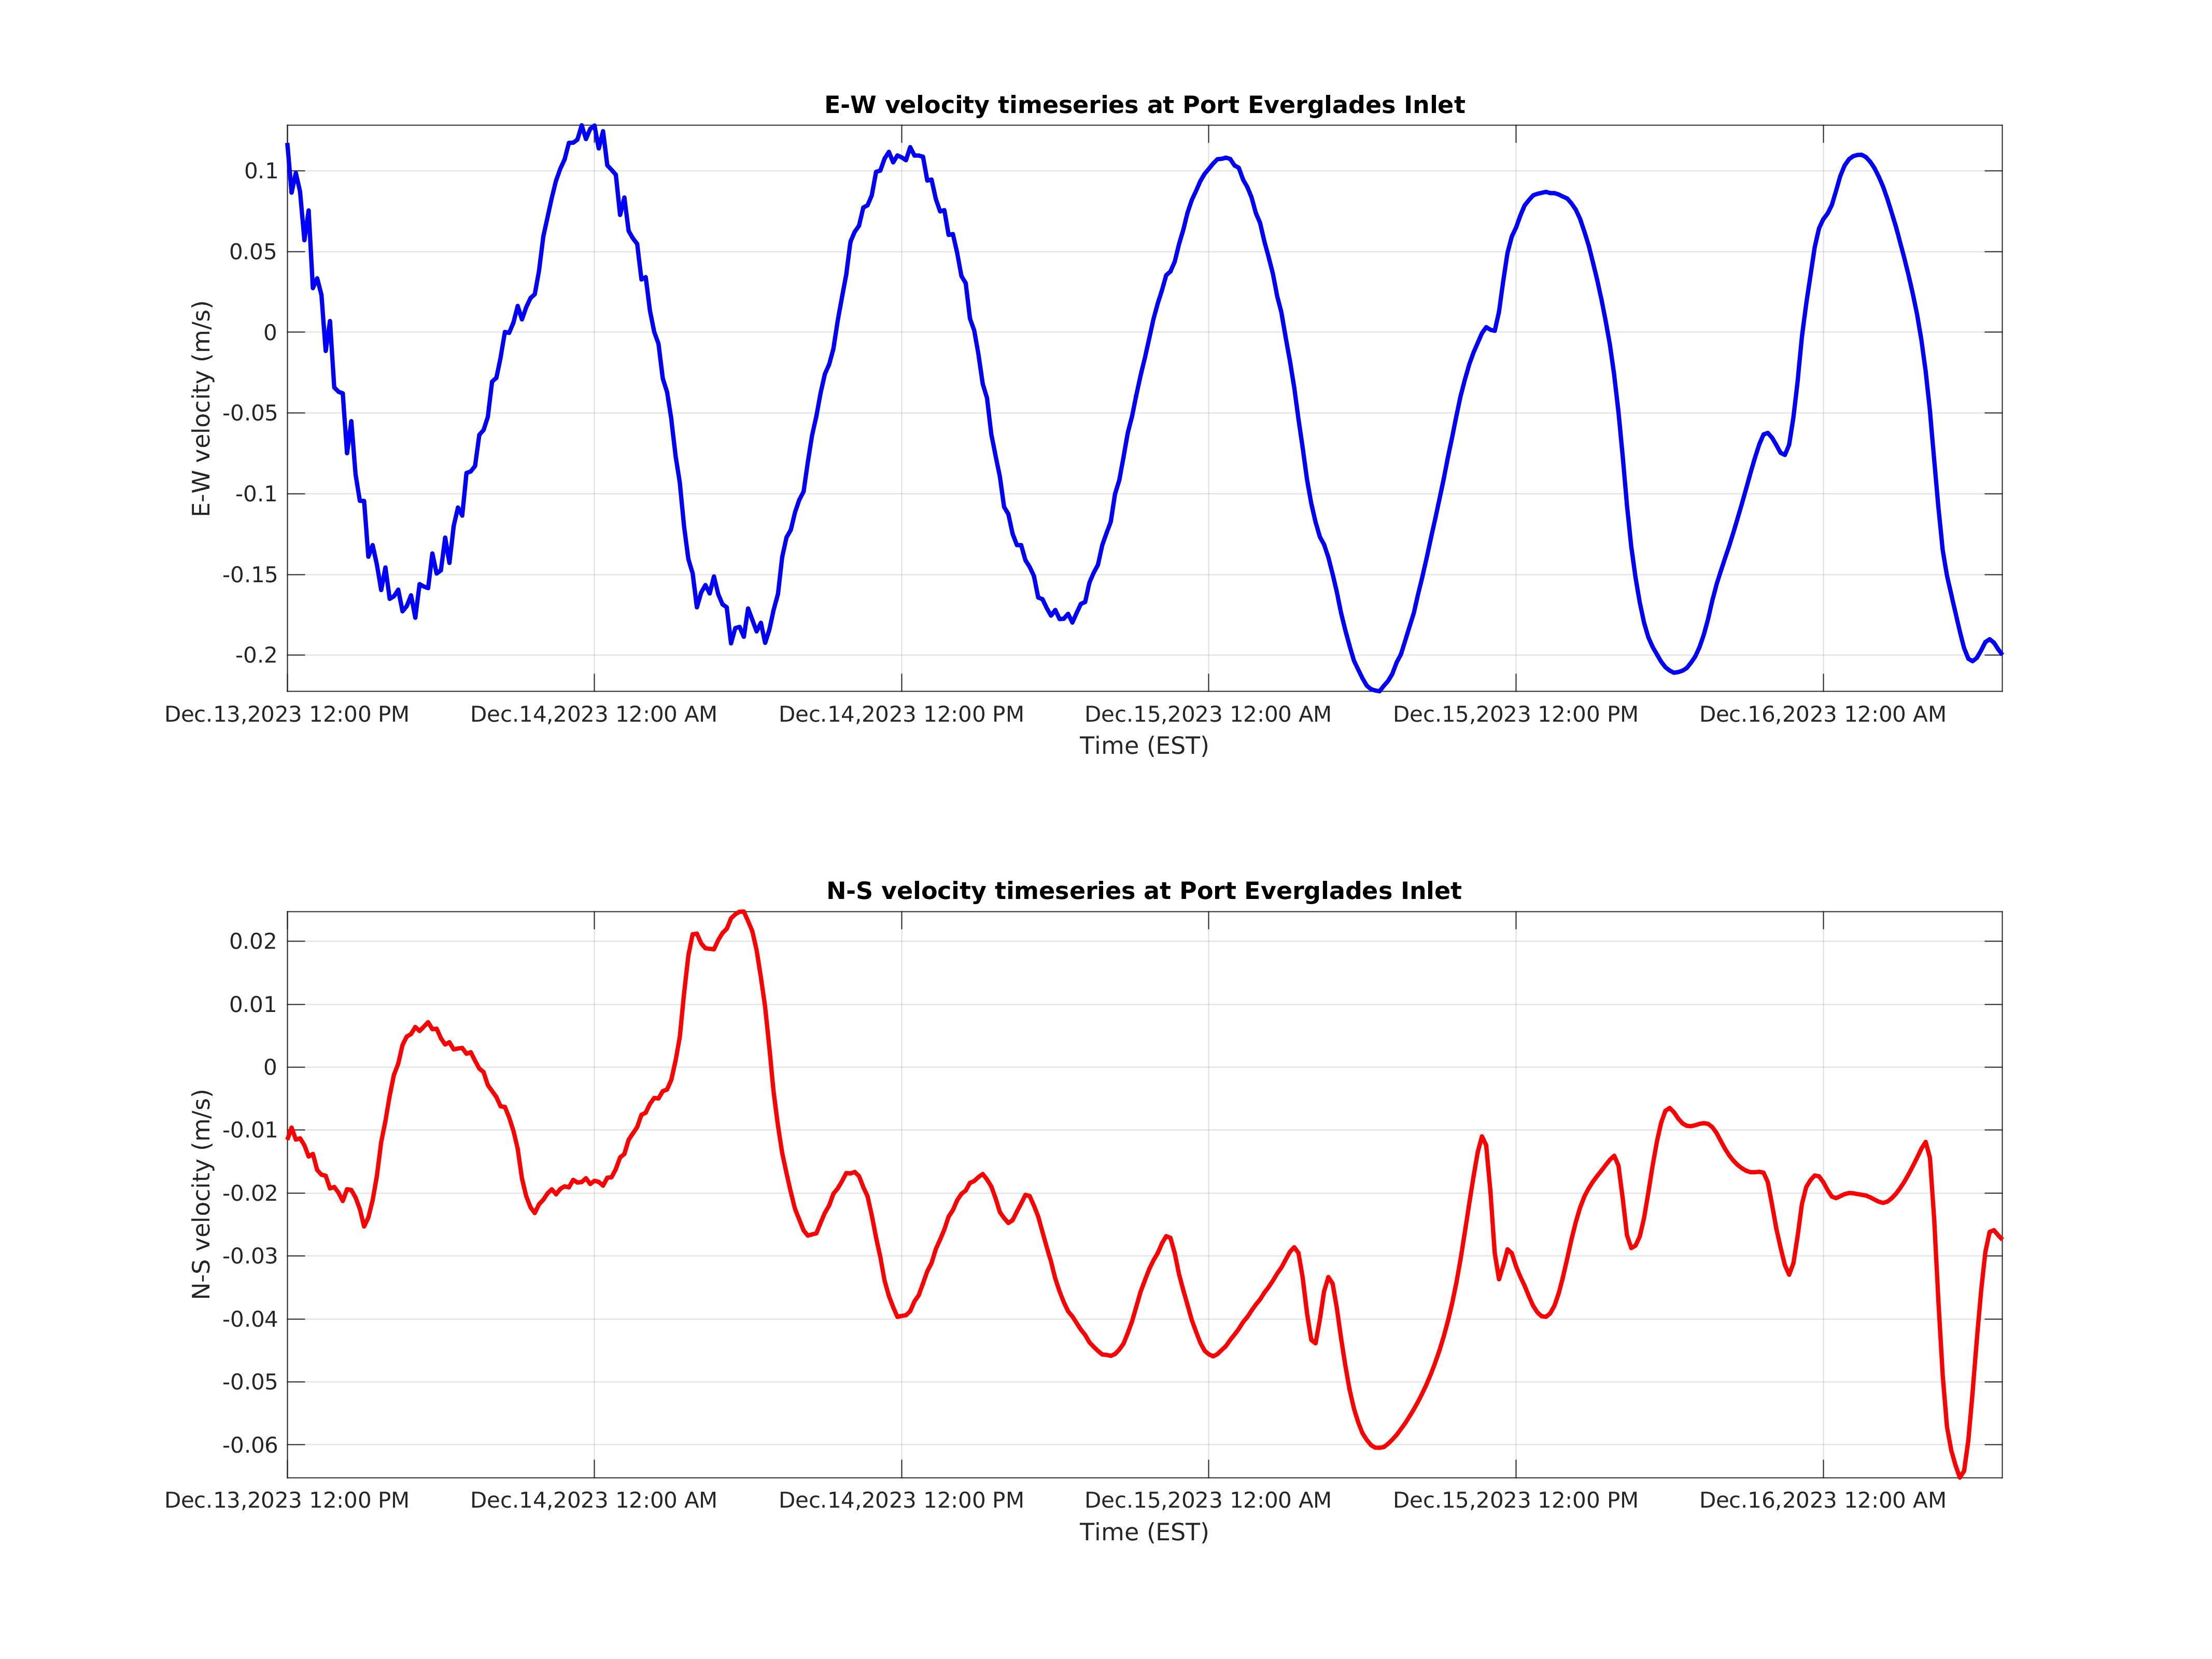 E-W velocity timeseries at Port Everglades Inlet
E-W velocity (m/s)
0.1
0.05
0
-0.05
-0.1
-0.15
-0.2
Dec.13,2023 12:00 PM Dec.14,2023 12:00 AM Dec.14,2023 12:00 PM Dec.15,2023 12:00 AM Dec.15,2023 12:00 PM Dec.16,2023 12:00 AM
Time (EST)
N-S velocity timeseries at Port Everglades Inlet
N-S velocity (m/s)
0.02
0.01
0
-0.01
-0.02
-0.03
-0.04
-0.05
-0.06
Dec.13,2023 12:00 PM Dec.14,2023 12:00 AM Dec.14,2023 12:00 PM Dec.15,2023 12:00 AM Dec.15,2023 12:00 PM Dec.16,2023 12:00 AM
Time (EST)